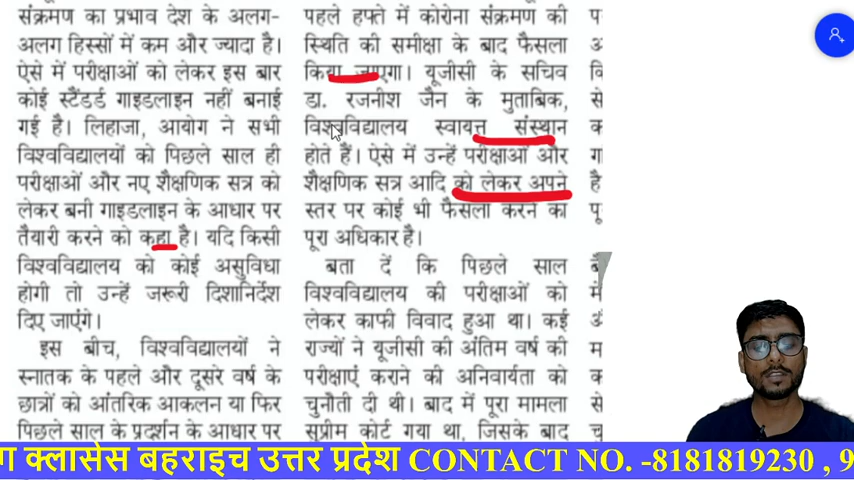 संक्रमण का प्रभाव देश के अलग-
अलग हिस्सों में कम और ज्यादा है।
ऐसे में परीक्षाओं को लेकर इस बार
कोई स्टैंडर्ड गाइडलाइन नहीं बनाई
गई है। लिहाजा, आयोग ने सभी
विश्वविद्यालयों को पिछले साल ही
परीक्षाओं और नए शैक्षणिक सत्र को
लेकर बनी गाइडलाइन के आधार पर
तैयारी करने को कहा है। यदि किसी
विश्वविद्यालय को कोई असुविधा
होगी तो उन्हें जरूरी दिशानिर्देश
दिए जाएंगे।
इस बीच, विश्वविद्यालयों ने
स्नातक के पहले और दूसरे वर्ष के
छात्रों को आंतरिक आकलन या फिर
पिछले साल के प्रदर्शन के आधार पर
पहले हफ्ते में कोरोना संक्रमण की
स्थिति की समीक्षा के बाद फैसला
किया जाएगा। यूजीसी के सचिव
डा. रजनीश जैन के मुताबिक,
विश्वविद्यालय स्वायत्त संस्थान
होते हैं। ऐसे में उन्हें परीक्षाओं और
शैक्षणिक सत्र आदि को लेकर अपने
स्तर पर कोई भी फैसला करने का
पूरा अधिकार है।
बता दें कि पिछले साल
विश्वविद्यालय की परीक्षाओं को
लेकर काफी विवाद हुआ था। कई
राज्यों ने यूजीसी की अंतिम वर्ष की
परीक्षाएं कराने की अनिवार्यता को
चुनौती दी थी। बाद में पूरा मामला
सुप्रीम कोर्ट गया था, जिसके बाद
ग क्लासेस बहराइच उत्तर प्रदेश CONTACT NO. -8181819230 , 9